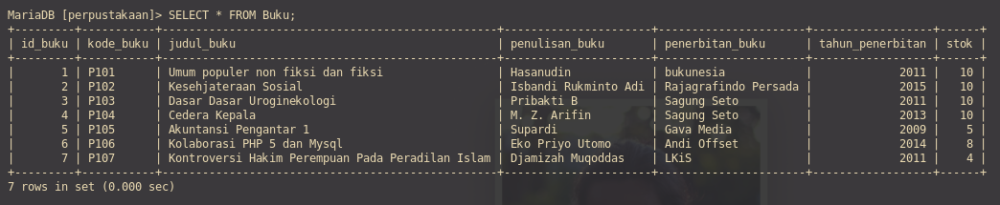 MariaDB [perpustakaan]> SELECT * FROM Buku;
+---------+-----------+---------------------------------------------------+----------------------+----------------------+------------------+------+
| id_buku | kode_buku | judul_buku                                        | penulisan_buku       | penerbitan_buku      | tahun_penerbitan | stok |
+---------+-----------+---------------------------------------------------+----------------------+----------------------+------------------+------+
|       1 | P101      | Umum populer non fiksi dan fiksi                  | Hasanudin            | bukunesia            |             2011 |   10 |
|       2 | P102      | Kesehjateraan Sosial                              | Isbandi Rukminto Adi | Rajagrafindo Persada |             2015 |   10 |
|       3 | P103      | Dasar Dasar Uroginekologi                         | Pribakti B           | Sagung Seto          |             2011 |   10 |
|       4 | P104      | Cedera Kepala                                     | M. Z. Arifin         | Sagung Seto          |             2013 |   10 |
|       5 | P105      | Akuntansi Pengantar 1                             | Supardi              | Gava Media           |             2009 |    5 |
|       6 | P106      | Kolaborasi PHP 5 dan Mysql                        | Eko Priyo Utomo      | Andi Offset          |             2014 |    8 |
|       7 | P107      | Kontroversi Hakim Perempuan Pada Peradilan Islam | Djamizah Muqoddas    | LKiS                 |             2011 |    4 |
+---------+-----------+---------------------------------------------------+----------------------+----------------------+------------------+------+
7 rows in set (0.000 sec)